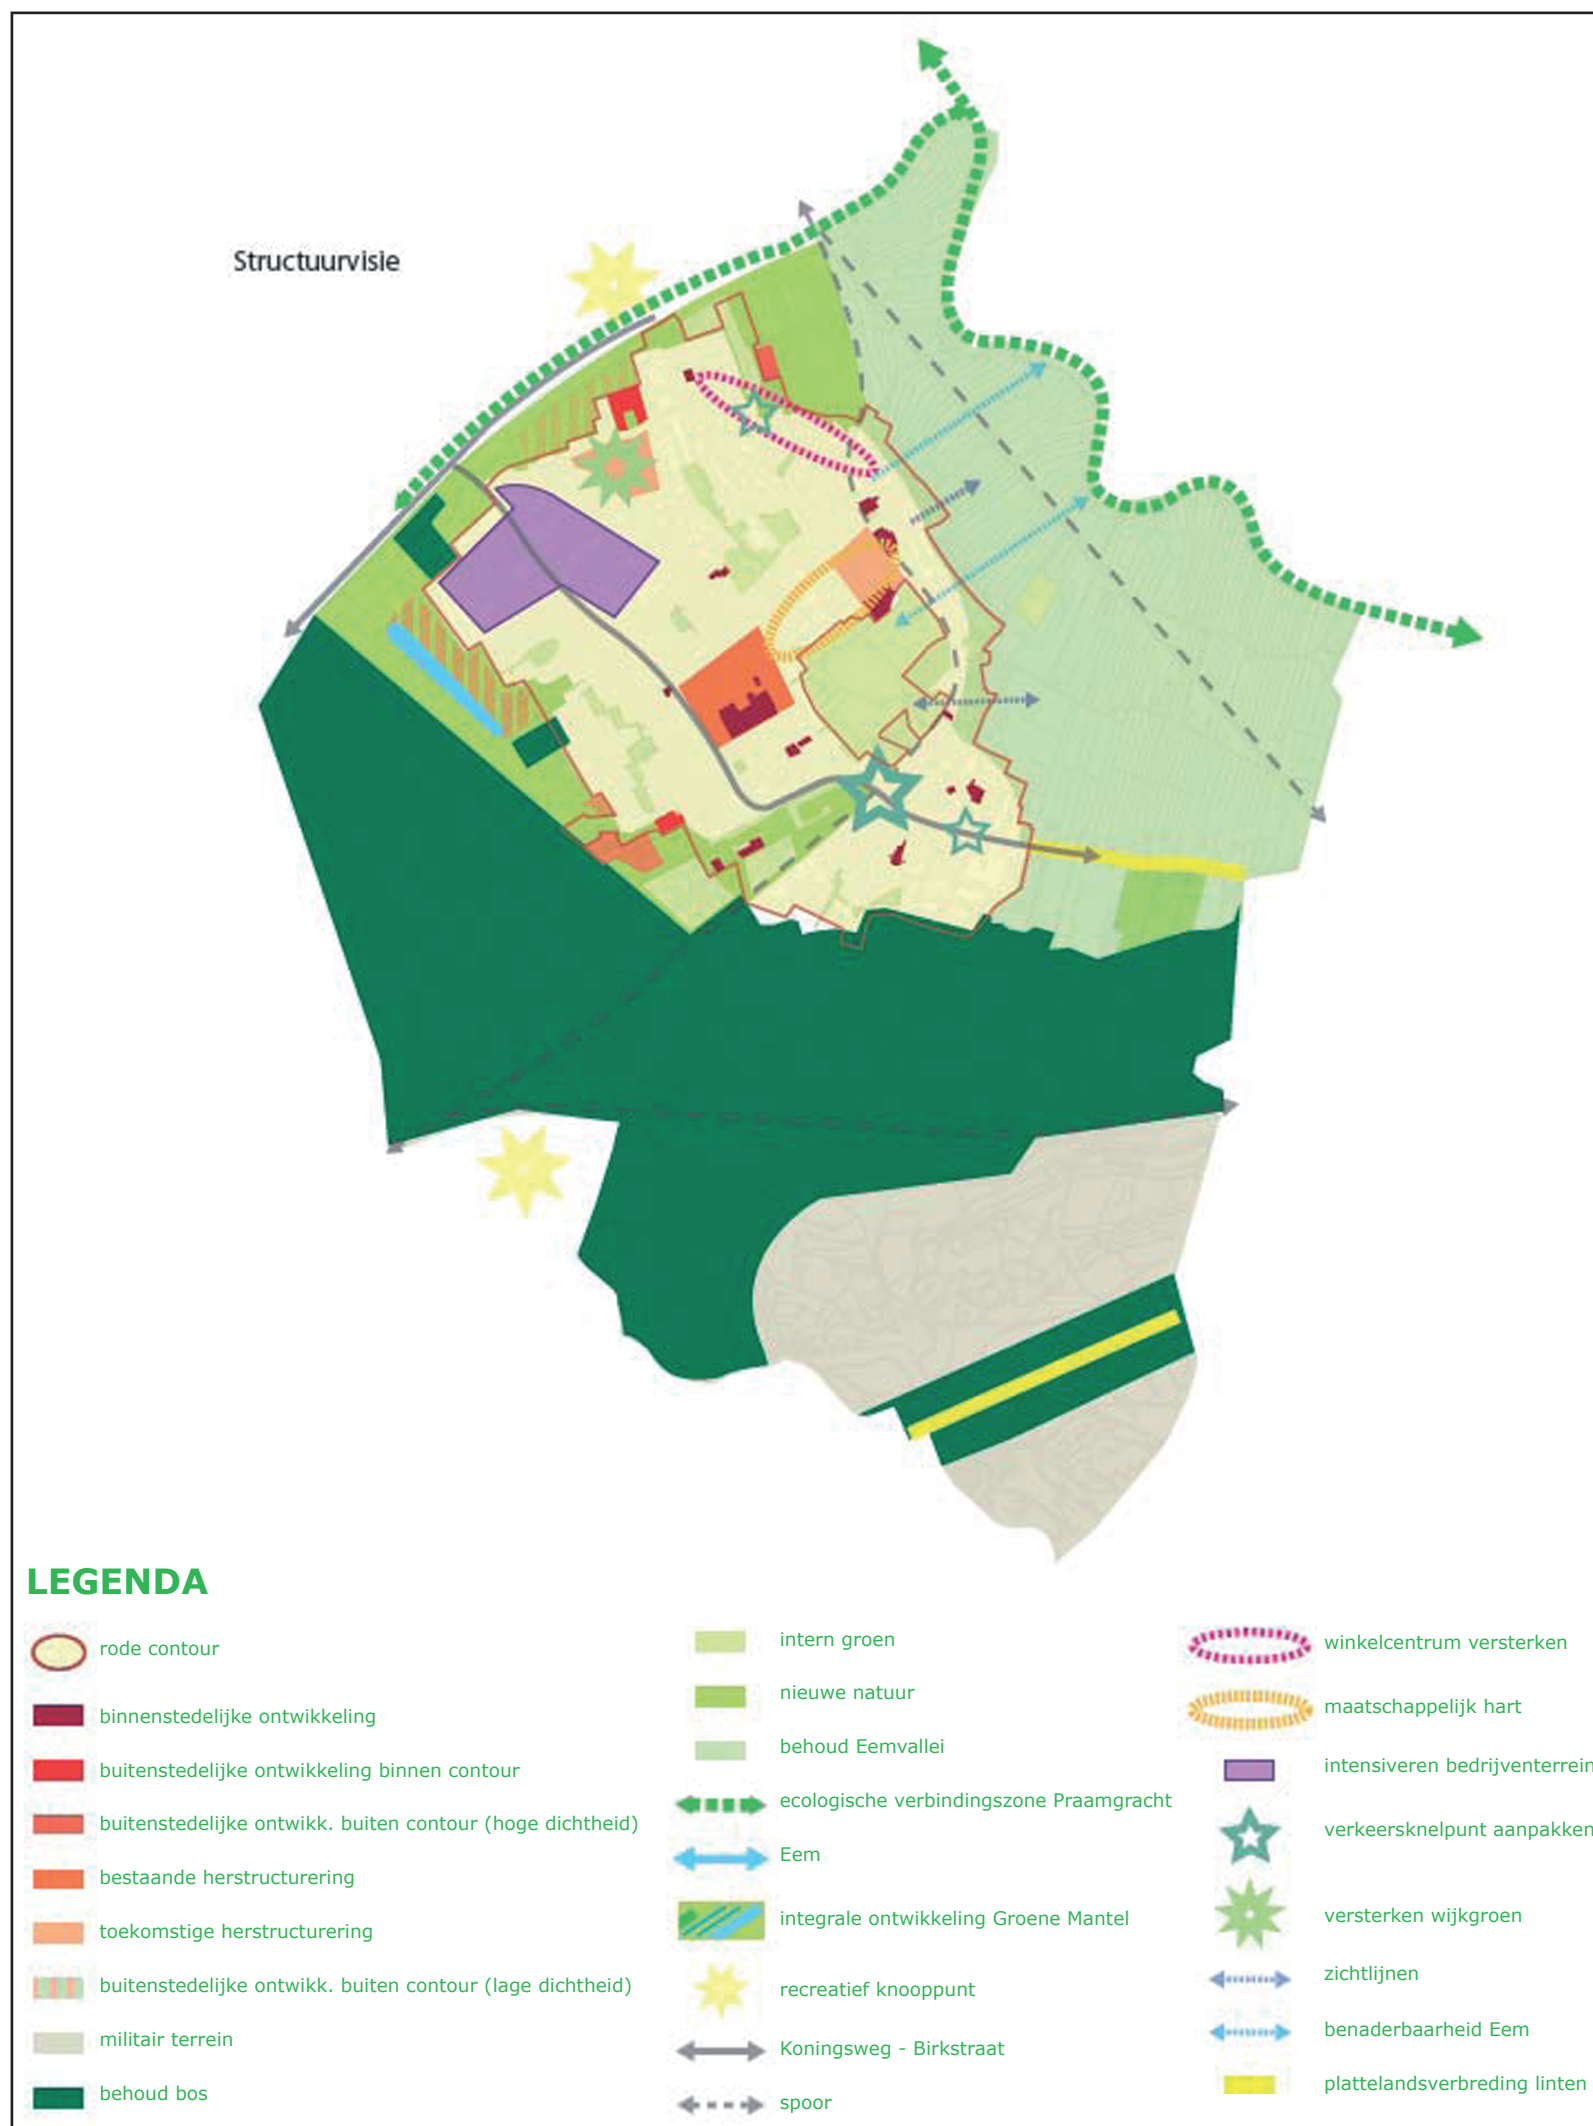 Structuurvisie
LEGENDA
rode contour
binnenstedelijke ontwikkeling
buitenstedelijke ontwikkeling binnen contour
buitenstedelijke ontwikk. buiten contour (hoge dichtheid)
bestaande herstructurering
toekomstige herstructurering
buitenstedelijke ontwikk. buiten contour (lage dichtheid)
militair terrein
behoud bos
intern groen
nieuwe natuur
behoud Eemvallei
ecologische verbindingszone Praamgracht
Eem
integrale ontwikkeling Groene Mantel
recreatief knooppunt
Koningsweg - Birkstraat
spoor
winkelcentrum versterken
maatschappelijk hart
intensiveren bedrijventerrein
verkeersknelpunt aanpakken
versterken wijkgroen
zichtlijnen
benaderbaarheid Eem
plattelandsverbreding linten